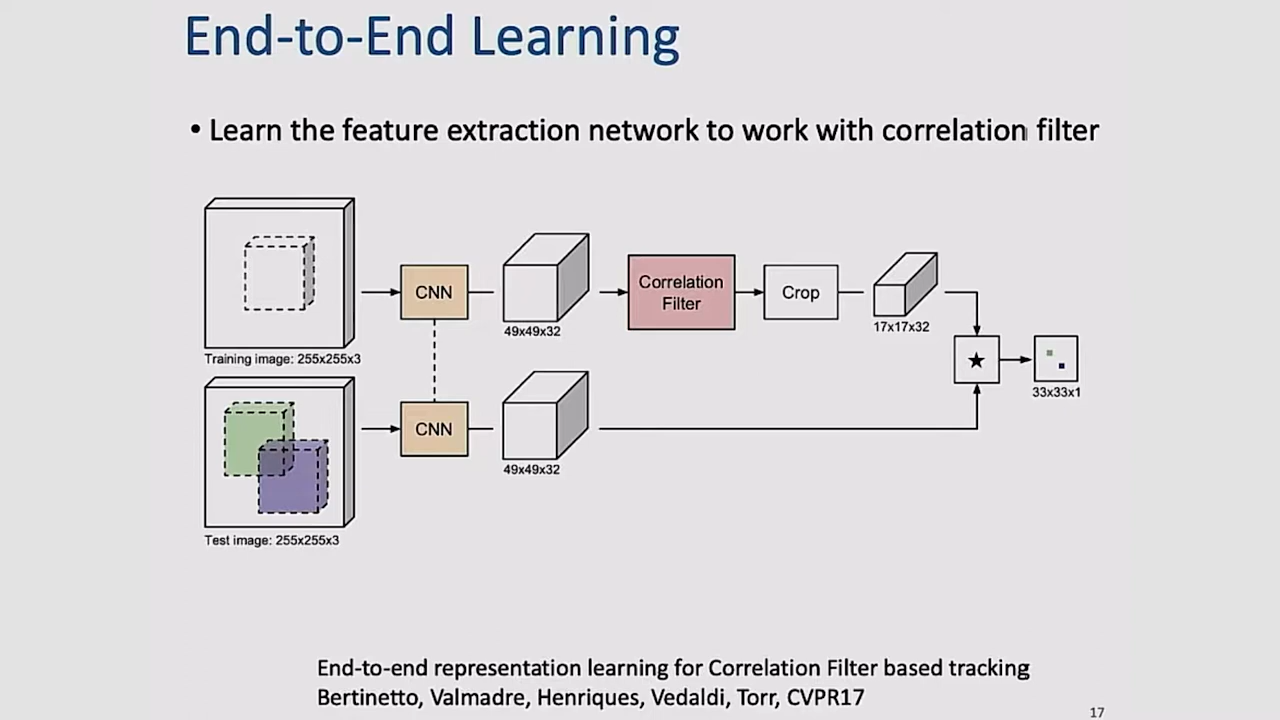 End-to-End Learning
• Learn the feature extraction network to work with correlation filter
Training image: 255x255x3
CNN
49x49x32
Correlation
Filter
Crop
17x17x32
★
33x33x1
Test image: 255x255x3
CNN
49x49x32
End-to-end representation learning for Correlation Filter based tracking
Bertinetto, Valmadre, Henriques, Vedaldi, Torr, CVPR17
17